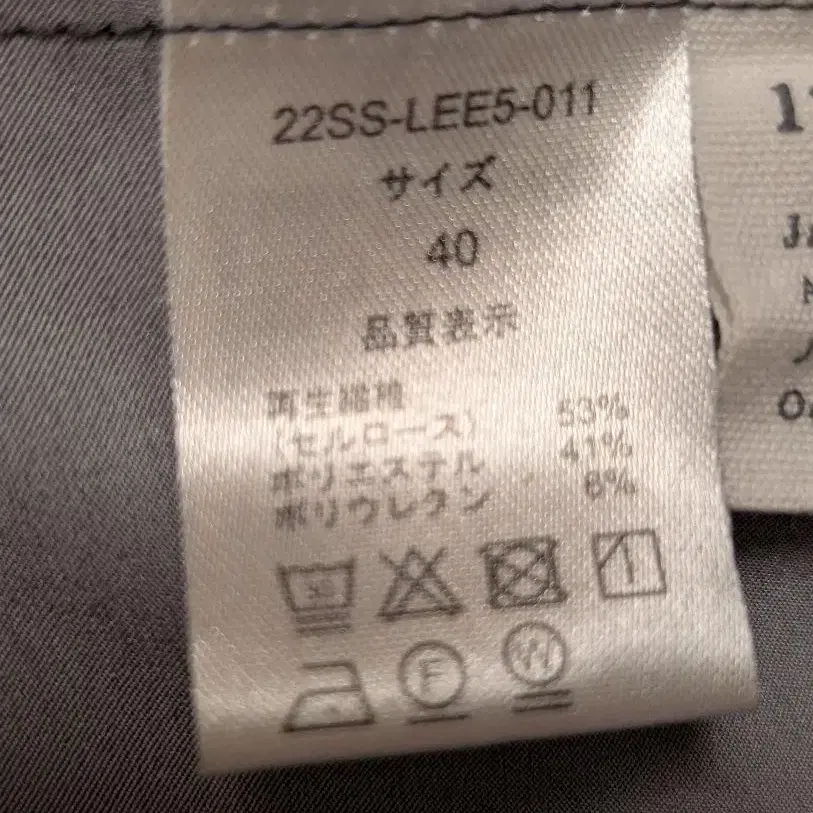 22SS-LEE5-011
サイズ
40
品質表示
再生繊維
(セルロース) 53%
ポリエステル 41%
ポリウレタン 6%
F
W